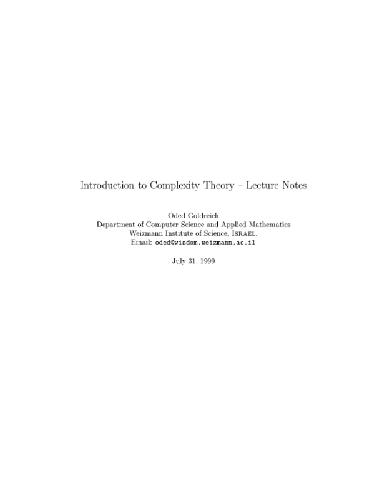 Introduction to Complexity Theory – Lecture Notes
Oded Goldreich
Department of Computer Science and Applied Mathematics
Weizmann Institute of Science, Israel.
Email: oded@wisdom.weizmann.ac.il
July 31, 1999